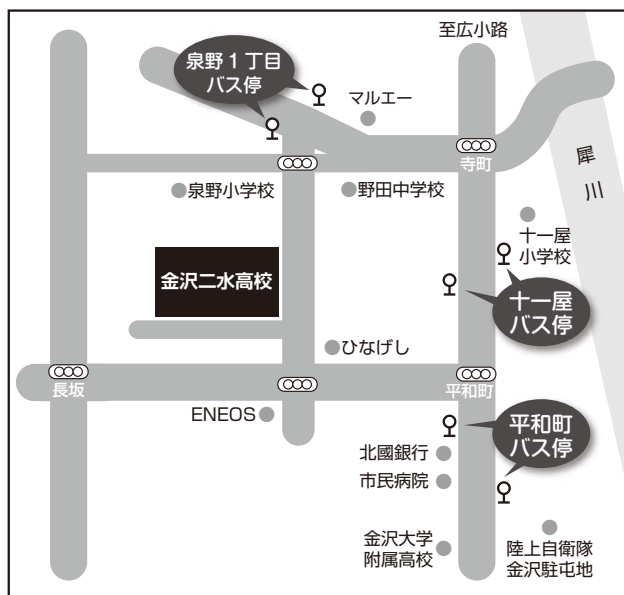 至広小路
泉野1丁目
バス停
マルエー
寺町
犀川
泉野小学校
野田中学校
十一屋
小学校
金沢二水高校
十一屋
バス停
ひなげし
長坂
平和町
ENEOS
平和町
バス停
北國銀行
市民病院
金沢大学
附属高校
陸上自衛隊
金沢駐屯地